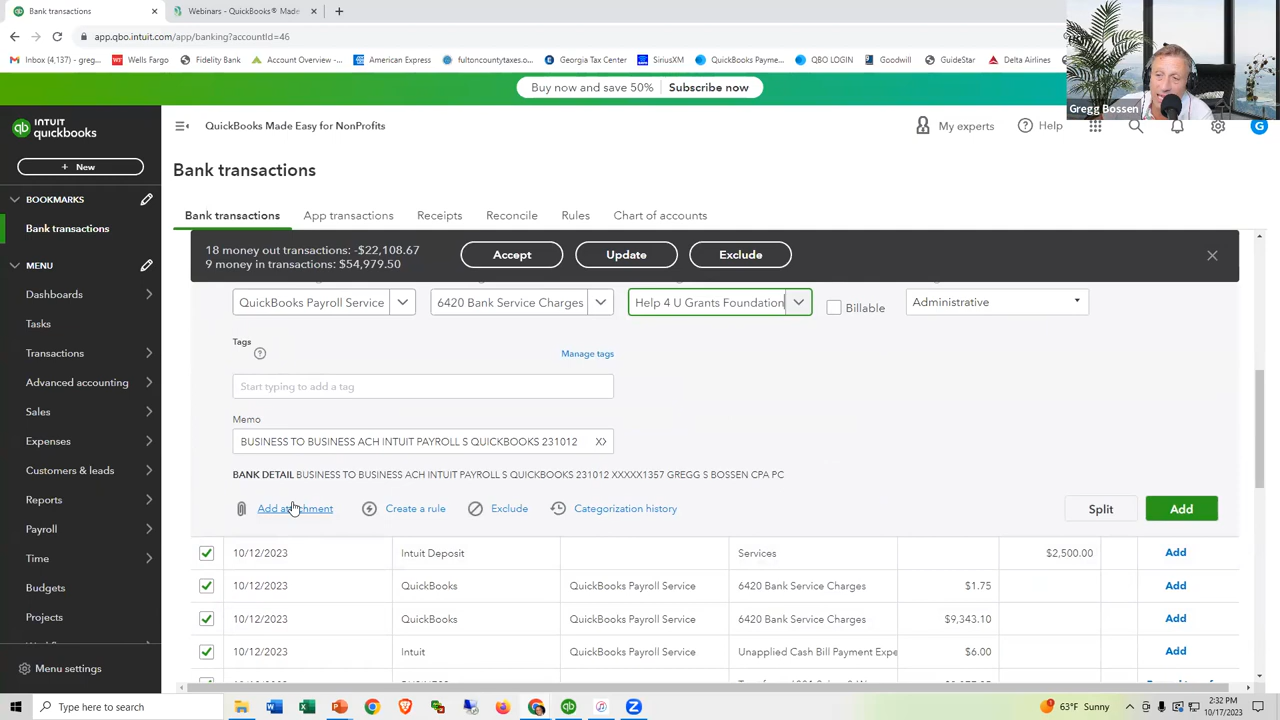 Bank transactions
Webinars - QuickBooks® Made
app.qbo.intuit.com/app/banking?accountId=46
Inbox (4,137) - greg...
Wells Fargo
Fidelity Bank
Account Overview -...
American Express
fultoncountytaxes.o...
Georgia Tax Center
SiriusXM
QuickBooks Payme...
QBO LOGIN
Goodwill
GuideStar
Delta Airlines
Buy now and save 50% Subscribe now
Gregg Bossen
INTUIT
quickbooks
QuickBooks Made Easy for NonProfits
My experts
Help
G
+ New
Bank transactions
BOOKMARKS
Bank transactions
Bank transactions App transactions Receipts Reconcile Rules Chart of accounts
18 money out transactions: -$22,108.67
9 money in transactions: $54,979.50
Accept Update Exclude
MENU
Dashboards
Tasks
Transactions
Advanced accounting
Sales
Expenses
Customers & leads
Reports
Payroll
Time
Budgets
Projects
Menu settings
QuickBooks Payroll Service 6420 Bank Service Charges Help 4 U Grants Foundation Billable Administrative
Tags
Manage tags
Start typing to add a tag
Memo
BUSINESS TO BUSINESS ACH INTUIT PAYROLL S QUICKBOOKS 231012 XX
BANK DETAIL BUSINESS TO BUSINESS ACH INTUIT PAYROLL S QUICKBOOKS 231012 XXXXX1357 GREGG S BOSSEN CPA PC
Add attachment Create a rule Exclude Categorization history Split Add
10/12/2023 Intuit Deposit Services $2,500.00 Add
10/12/2023 QuickBooks QuickBooks Payroll Service 6420 Bank Service Charges $1.75 Add
10/12/2023 QuickBooks QuickBooks Payroll Service 6420 Bank Service Charges $9,343.10 Add
10/12/2023 Intuit QuickBooks Payroll Service Unapplied Cash Bill Payment Expe $6.00 Add
Type here to search
63°F Sunny
2:32 PM
10/17/2023